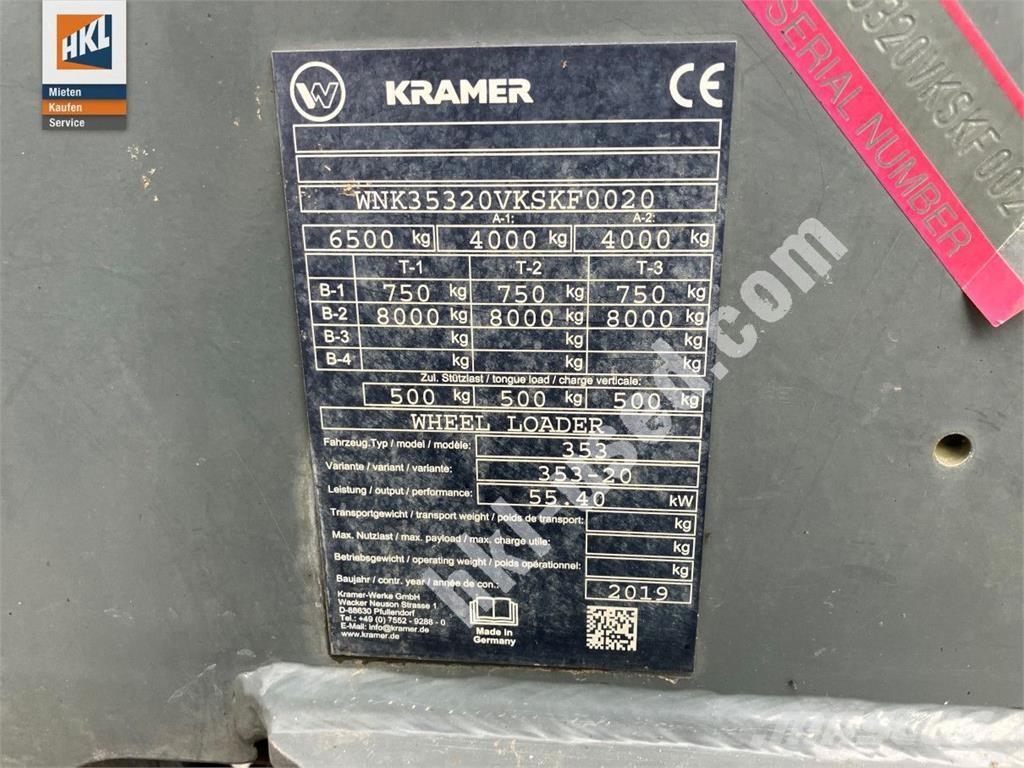 HKL
Mieten
Kaufen
Service
W KRAMER CE
WNK35320VKSKF0020
A-1: A-2:
6500 kg 4000 kg 4000 kg
T-1 T-2 T-3
B-1 750 kg 750 kg 750 kg
B-2 8000 kg 8000 kg 8000 kg
B-3 kg kg kg
B-4 kg kg kg
Zul. Stützlast / tongue load / charge verticale:
500 kg 500 kg 500 kg
WHEEL LOADER
Fahrzeug.Typ / model / modèle: 353
Variante / variant / variante: 353-20
Leistung / output / performance: 55.40 kW
Transportgewicht / transport weight / poids de transport: kg
Max. Nutzlast / max. payload / max. charge utile: kg
Betriebsgewicht / operating weight / poids opérationnel: kg
Baujahr / contr. year / année de con.: 2019
Kramer-Werke GmbH
Wacker Neuson Strasse 1
D-88630 Pfullendorf
Tel.: +49 (0) 7552 - 9288 - 0
E-Mail: info@kramer.de
www.kramer.de
Made in
Germany
SERIAL NUMBER
5320VKSKF002
hkl-used.com